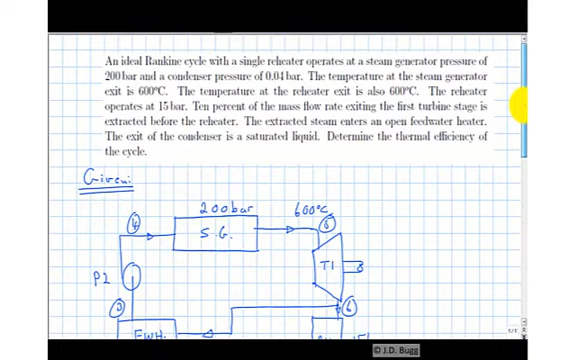 An ideal Rankine cycle with a single reheater operates at a steam generator pressure of
200 bar and a condenser pressure of 0.04 bar. The temperature at the steam generator
exit is 600°C. The temperature at the reheater exit is also 600°C. The reheater
operates at 15 bar. Ten percent of the mass flow rate exiting the first turbine stage is
extracted before the reheater. The extracted steam enters an open feedwater heater.
The exit of the condenser is a saturated liquid. Determine the thermal efficiency of
the cycle.
Given:
200bar 600°C
4
S.G.
T1
P2
6
FWH
© J.D. Bugg